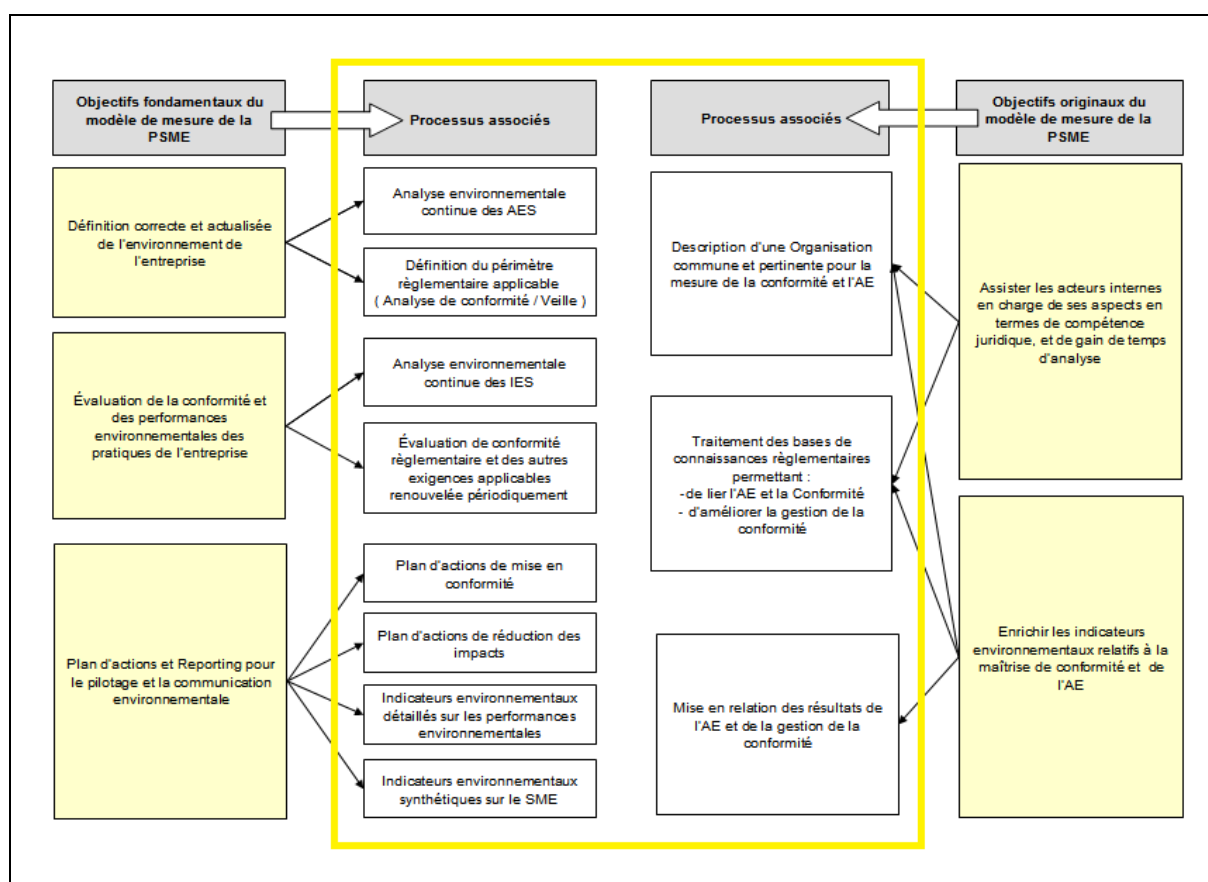 Objectifs fondamentaux du
modèle de mesure de la
PSME
Processus associés
Processus associés
Objectifs originaux du
modèle de mesure de la
PSME
Définition correcte et actualisée
de l'environnement de
l'entreprise
Analyse environnementale
continue des AES
Définition du périmètre
règlementaire applicable
( Analyse de conformité / Veille )
Évaluation de la conformité et
des performances
environnementales des
pratiques de l'entreprise
Analyse environnementale
continue des IES
Évaluation de conformité
règlementaire et des autres
exigences applicables
renouvelée périodiquement
Plan d'actions et Reporting pour
le pilotage et la communication
environnementale
Plan d'actions de mise en
conformité
Plan d'actions de réduction des
impacts
Indicateurs environnementaux
détaillés sur les performances
environnementales
Indicateurs environnementaux
synthétiques sur le SME
Description d'une Organisation
commune et pertinente pour la
mesure de la conformité et l'AE
Traitement des bases de
connaissances règlementaires
permettant :
-de lier l'AE et la Conformité
- d'améliorer la gestion de la
conformité
Mise en relation des résultats de
l'AE et de la gestion de la
conformité
Assister les acteurs internes
en charge de ses aspects en
termes de compétence
juridique, et de gain de temps
d'analyse
Enrichir les indicateurs
environnementaux relatifs à la
maîtrise de conformité et de
l'AE